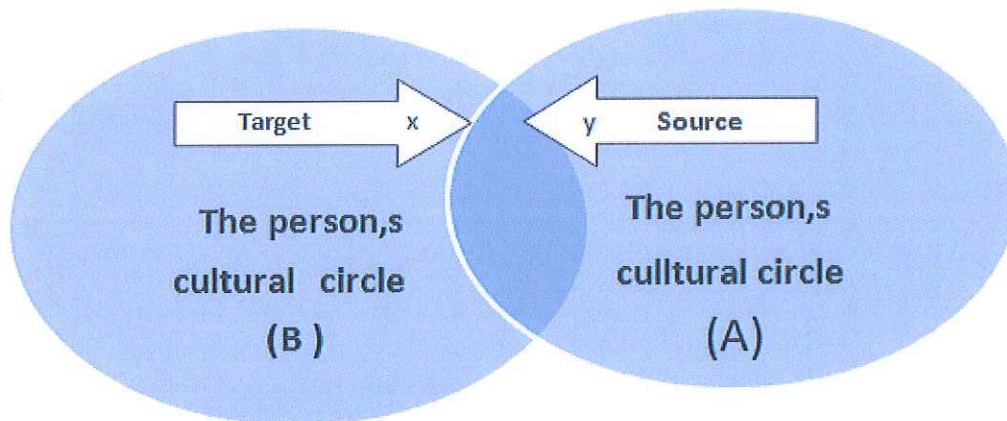 Target x
y Source
The person,s
cultural circle
(B )
The person,s
culltural circle
(A)